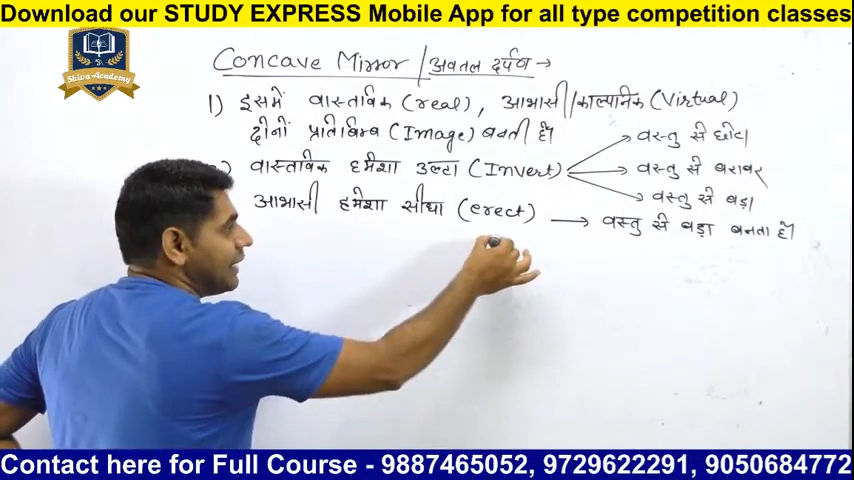 Download our STUDY EXPRESS Mobile App for all type competition classes
Shiva Academy
Concave Mirror / अवतल दर्पण →
1) इसमें वास्तविक (real), आभासी/काल्पनिक (Virtual)
दोनों प्रतिबिम्ब (Image) बनती है।
वास्तविक हमेशा उल्टा (Invert) → वस्तु से छोटा
→ वस्तु से बराबर
→ वस्तु से बड़ा
आभासी हमेशा सीधा (erect) → वस्तु से बड़ा बनता है।
Contact here for Full Course - 9887465052, 9729622291, 9050684772